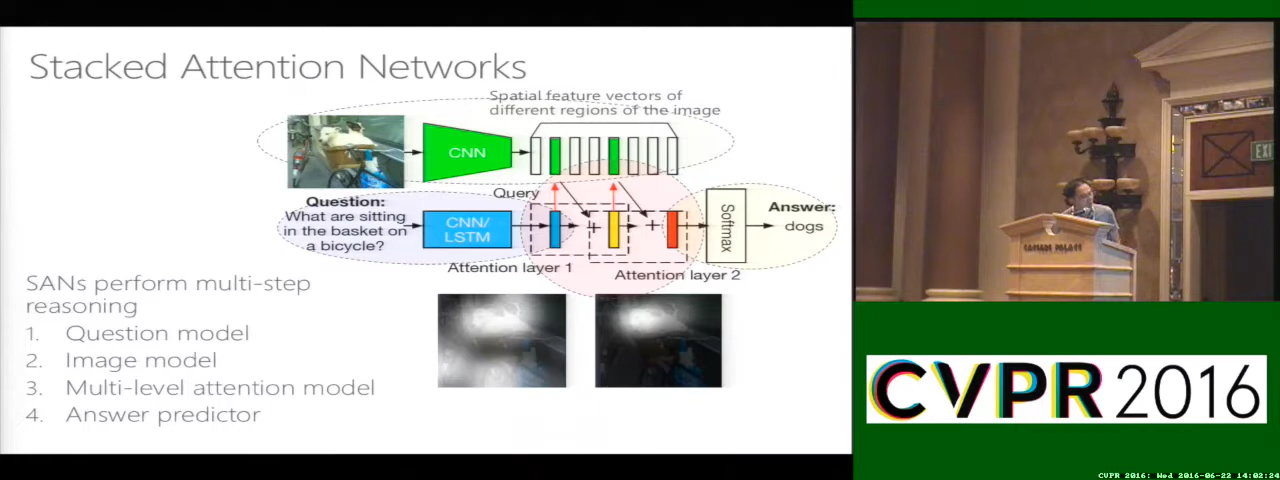 Stacked Attention Networks
Spatial feature vectors of
different regions of the image
CNN
Query
Question:
What are sitting
in the basket on
a bicycle?
CNN/
LSTM
+
+
Softmax
Answer:
dogs
Attention layer 1
Attention layer 2
SANs perform multi-step
reasoning
1. Question model
2. Image model
3. Multi-level attention model
4. Answer predictor
CAESARS PALACE
EXI
CVPR 2016
CVPR 2016: Wed 2016-06-22 14:02:24